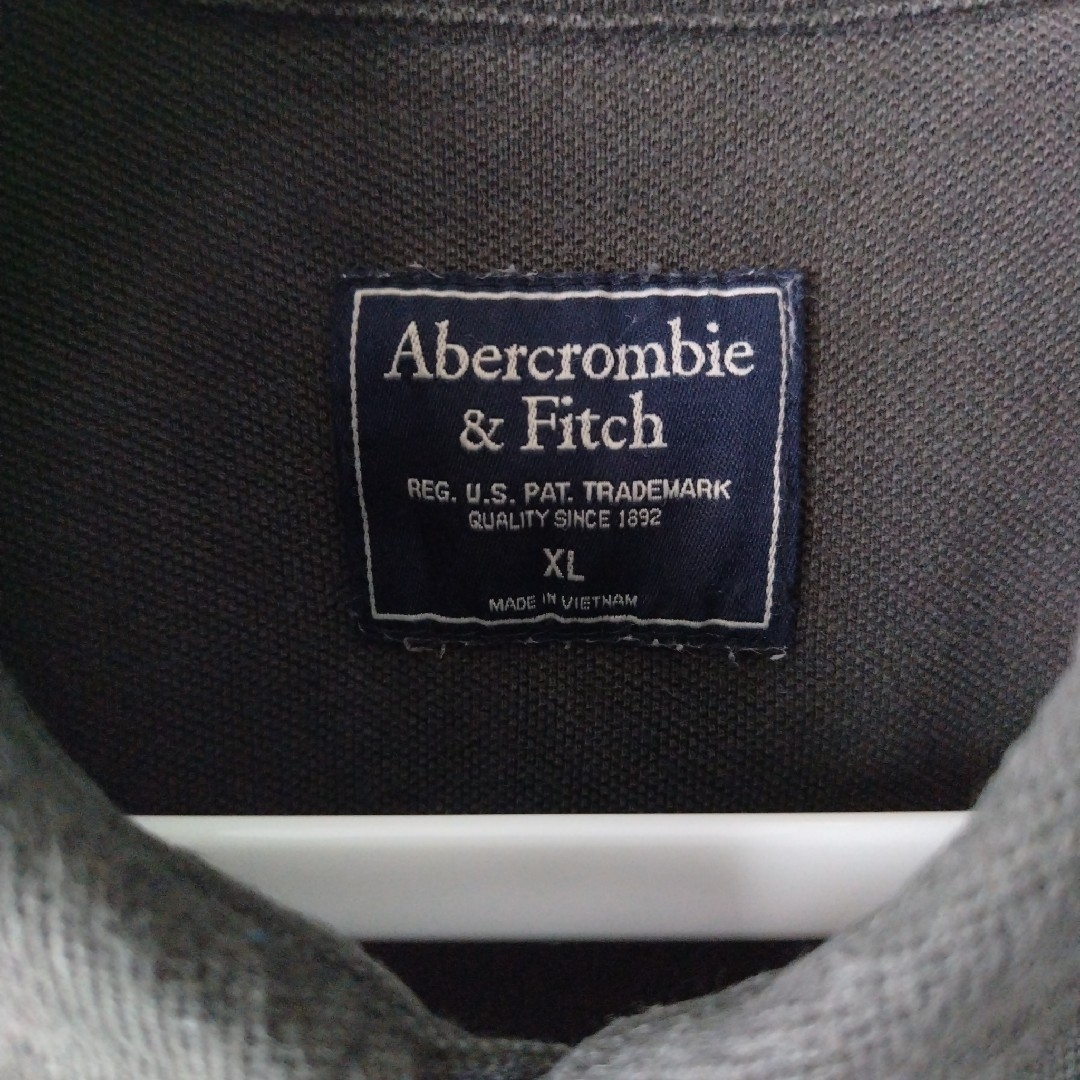 Abercrombie
& Fitch
REG. U.S. PAT. TRADEMARK
QUALITY SINCE 1892
XL
MADE IN VIETNAM